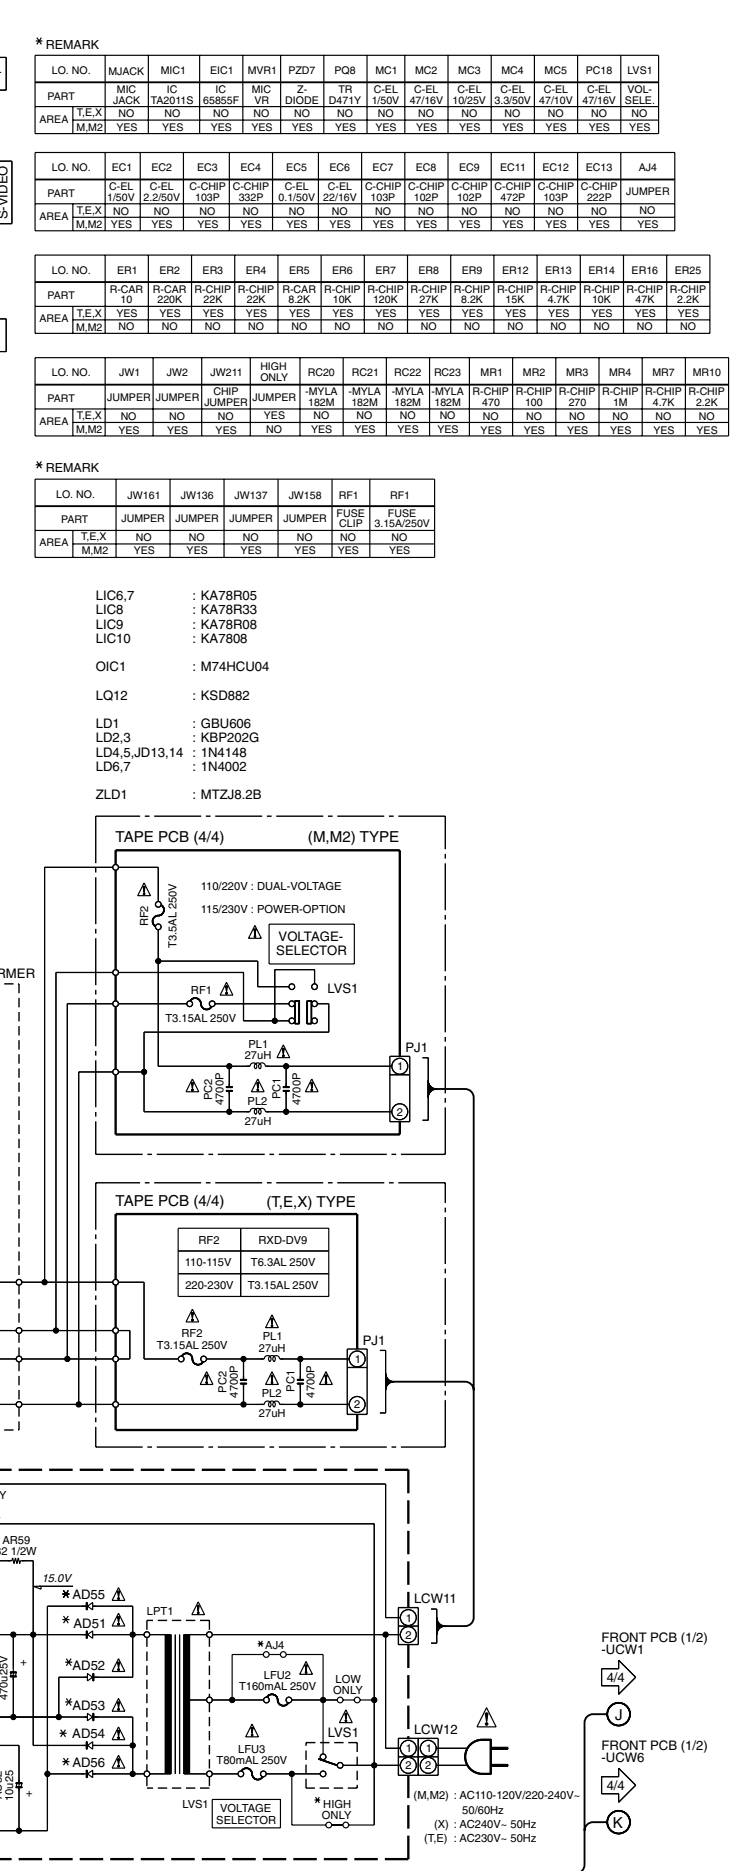 * REMARK
LO. NO. MJACK MIC1 EIC1 MVR1 PZD7 PQ8 MC1 MC2 MC3 MC4 MC5 PC18 LVS1
PART MIC JACK IC TA2011S IC 65855F MIC VR Z-DIODE TR D471Y C-EL 1/50V C-EL 47/16V C-EL 10/25V C-EL 3.3/50V C-EL 47/10V C-EL 47/16V VOL-SELE.
AREA T,E,X NO NO NO NO NO NO NO NO NO NO NO NO NO
M,M2 YES YES YES YES YES YES YES YES YES YES YES YES YES
LO. NO. EC1 EC2 EC3 EC4 EC5 EC6 EC7 EC8 EC9 EC11 EC12 EC13 AJ4
PART C-EL 1/50V C-EL 2.2/50V C-CHIP 103P C-CHIP 332P C-EL 0.1/50V C-EL 22/16V C-CHIP 103P C-CHIP 102P C-CHIP 102P C-CHIP 472P C-CHIP 103P C-CHIP 222P JUMPER
AREA T,E,X NO NO NO NO NO NO NO NO NO NO NO NO NO
M,M2 YES YES YES YES YES YES YES YES YES YES YES YES YES
S-VIDEO
LO. NO. ER1 ER2 ER3 ER4 ER5 ER6 ER7 ER8 ER9 ER12 ER13 ER14 ER16 ER25
PART R-CAR 10 R-CAR 220K R-CHIP 22K R-CHIP 22K R-CAR 8.2K R-CHIP 10K R-CHIP 120K R-CHIP 27K R-CHIP 8.2K R-CHIP 15K R-CHIP 4.7K R-CHIP 10K R-CHIP 47K R-CHIP 2.2K
AREA T,E,X YES YES YES YES YES YES YES YES YES YES YES YES YES YES
M,M2 NO NO NO NO NO NO NO NO NO NO NO NO NO NO
LO. NO. JW1 JW2 JW211 HIGH ONLY RC20 RC21 RC22 RC23 MR1 MR2 MR3 MR4 MR7 MR10
PART JUMPER JUMPER CHIP JUMPER JUMPER -MYLA 182M -MYLA 182M -MYLA 182M -MYLA 182M R-CHIP 470 R-CHIP 100 R-CHIP 270 R-CHIP 1M R-CHIP 4.7K R-CHIP 2.2K
AREA T,E,X NO NO NO YES NO NO NO NO NO NO NO NO NO NO
M,M2 YES YES YES NO YES YES YES YES YES YES YES YES YES YES
* REMARK
LO. NO. JW161 JW136 JW137 JW158 RF1 RF1
PART JUMPER JUMPER JUMPER JUMPER FUSE CLIP FUSE 3.15A/250V
AREA T,E,X NO NO NO NO NO NO
M,M2 YES YES YES YES YES YES
LIC6,7 : KA78R05
LIC8 : KA78R33
LIC9 : KA78R08
LIC10 : KA7808
OIC1 : M74HCU04
LQ12 : KSD882
LD1 : GBU606
LD2,3 : KBP202G
LD4,5,JD13,14 : 1N4148
LD6,7 : 1N4002
ZLD1 : MTZJ8.2B
TAPE PCB (4/4) (M,M2) TYPE
110/220V : DUAL-VOLTAGE
115/230V : POWER-OPTION
RF2
T3.5AL 250V
VOLTAGE-
SELECTOR
RMER
RF1
LVS1
T3.15AL 250V
PL1
27uH
PJ1
1
PC2
4700P
PC1
4700P
PL2
27uH
2
TAPE PCB (4/4) (T,E,X) TYPE
RF2 RXD-DV9
110-115V T6.3AL 250V
220-230V T3.15AL 250V
RF2
T3.15AL 250V
PL1
27uH
PJ1
1
PC2
4700P
PC1
4700P
PL2
27uH
2
Y
AR59
1/2W
15.0V
*AD55
*AD51
*AD52
*AD53
* AD54
*AD56
470u25V
+
10u25
+
LPT1
*AJ4
LFU2
T160mAL 250V
LOW
ONLY
LVS1
LFU3
T80mAL 250V
LVS1
VOLTAGE
SELECTOR
* HIGH
ONLY
LCW11
1
2
LCW12
1 1
2 2
(M,M2) : AC110-120V/220-240V~
50/60Hz
(X) : AC240V~ 50Hz
(T,E) : AC230V~ 50Hz
FRONT PCB (1/2)
-UCW1
4/4
J
FRONT PCB (1/2)
-UCW6
4/4
K